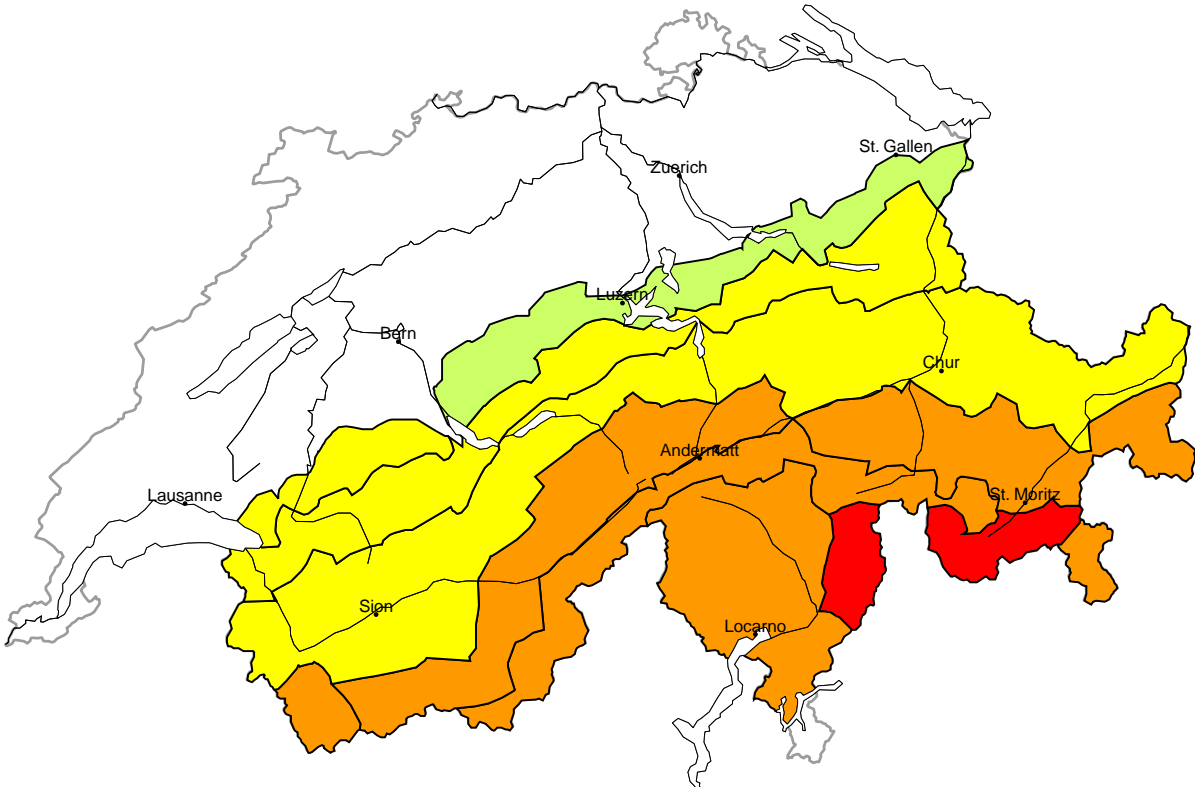 St. Gallen
Zuerich
Luzern
Bern
Chur
Andermatt
Lausanne
St. Moritz
Sion
Locarno